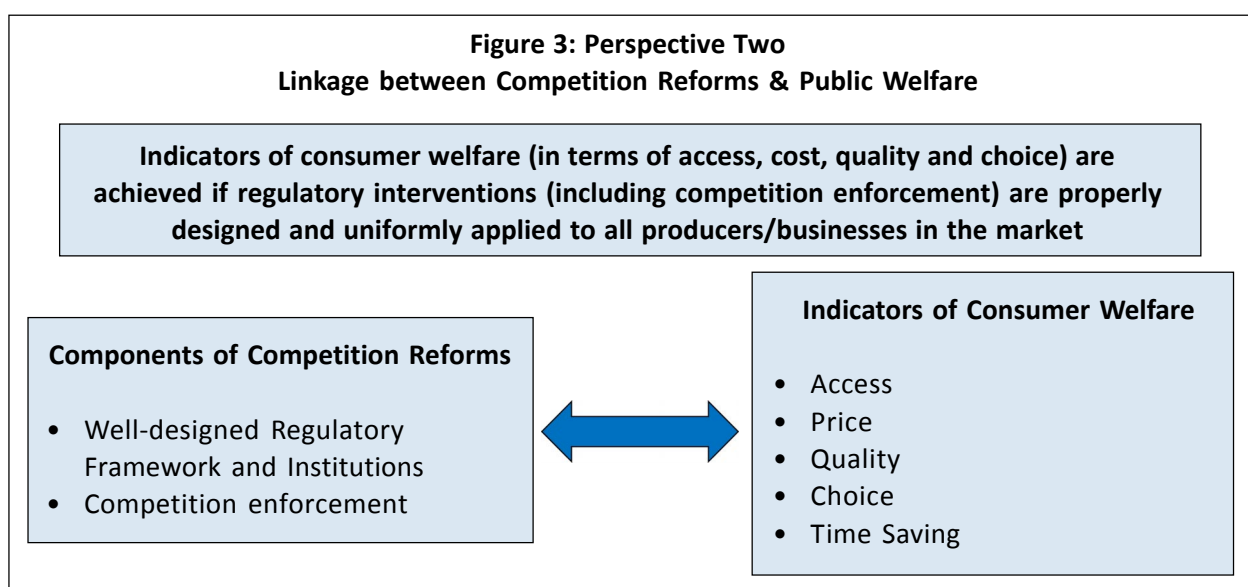 Figure 3: Perspective Two
Linkage between Competition Reforms & Public Welfare
Indicators of consumer welfare (in terms of access, cost, quality and choice) are
achieved if regulatory interventions (including competition enforcement) are properly
designed and uniformly applied to all producers/businesses in the market
Components of Competition Reforms
• Well-designed Regulatory
Framework and Institutions
• Competition enforcement
Indicators of Consumer Welfare
• Access
• Price
• Quality
• Choice
• Time Saving